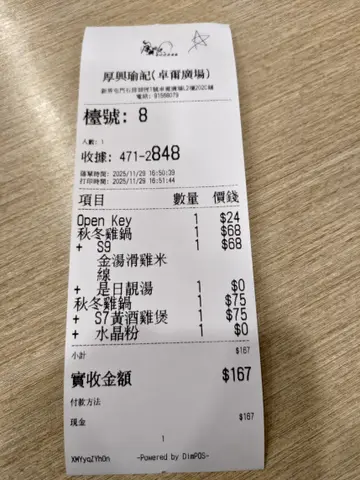 厚興瑜記(卓爾廣場)
電話: 81988079
檯號: 8
人數: 1
收據: 471-2848
落單時間: 2025/11/29 16:50:39
打印時間: 2025/11/29 16:51:44
項目 數量 價錢
Open Key 1 $24
秋冬雞鍋 1 $68
+ S9 1 $68
金湯滑雞米
線
+ 是日靚湯 1 $0
秋冬雞鍋 1 $75
+ S7黃酒雞煲 1 $75
+ 水晶粉 1 $0
小計 $167
實收金額 $167
付款方法
現金 $167
1
-Powered by DimPOS-